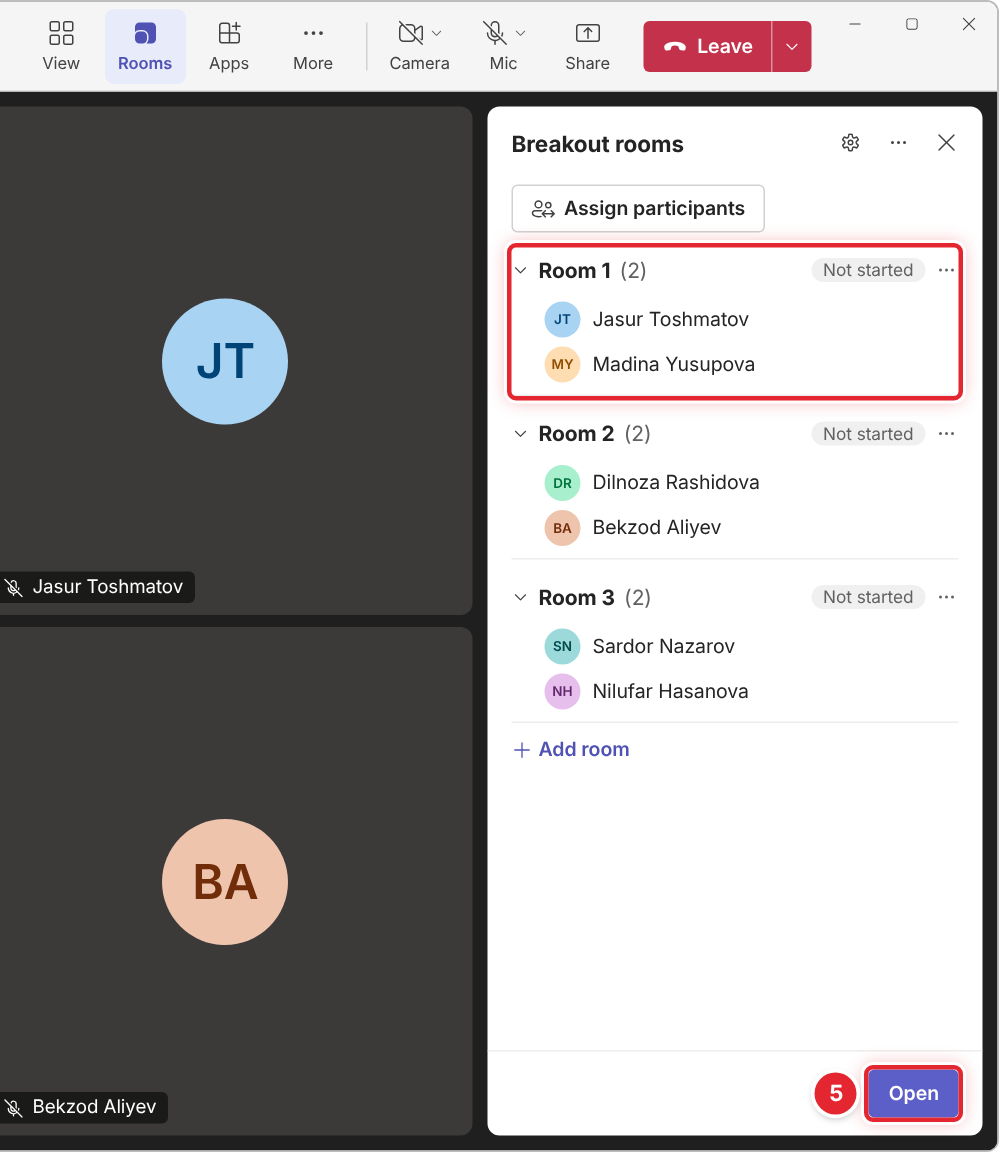 View
Rooms
Apps
More
Camera
Mic
Share
Leave
Breakout rooms
Assign participants
Room 1 (2) Not started
JT Jasur Toshmatov
MY Madina Yusupova
Room 2 (2) Not started
DR Dilnoza Rashidova
BA Bekzod Aliyev
Room 3 (2) Not started
SN Sardor Nazarov
NH Nilufar Hasanova
Add room
5 Open
JT
Jasur Toshmatov
BA
Bekzod Aliyev